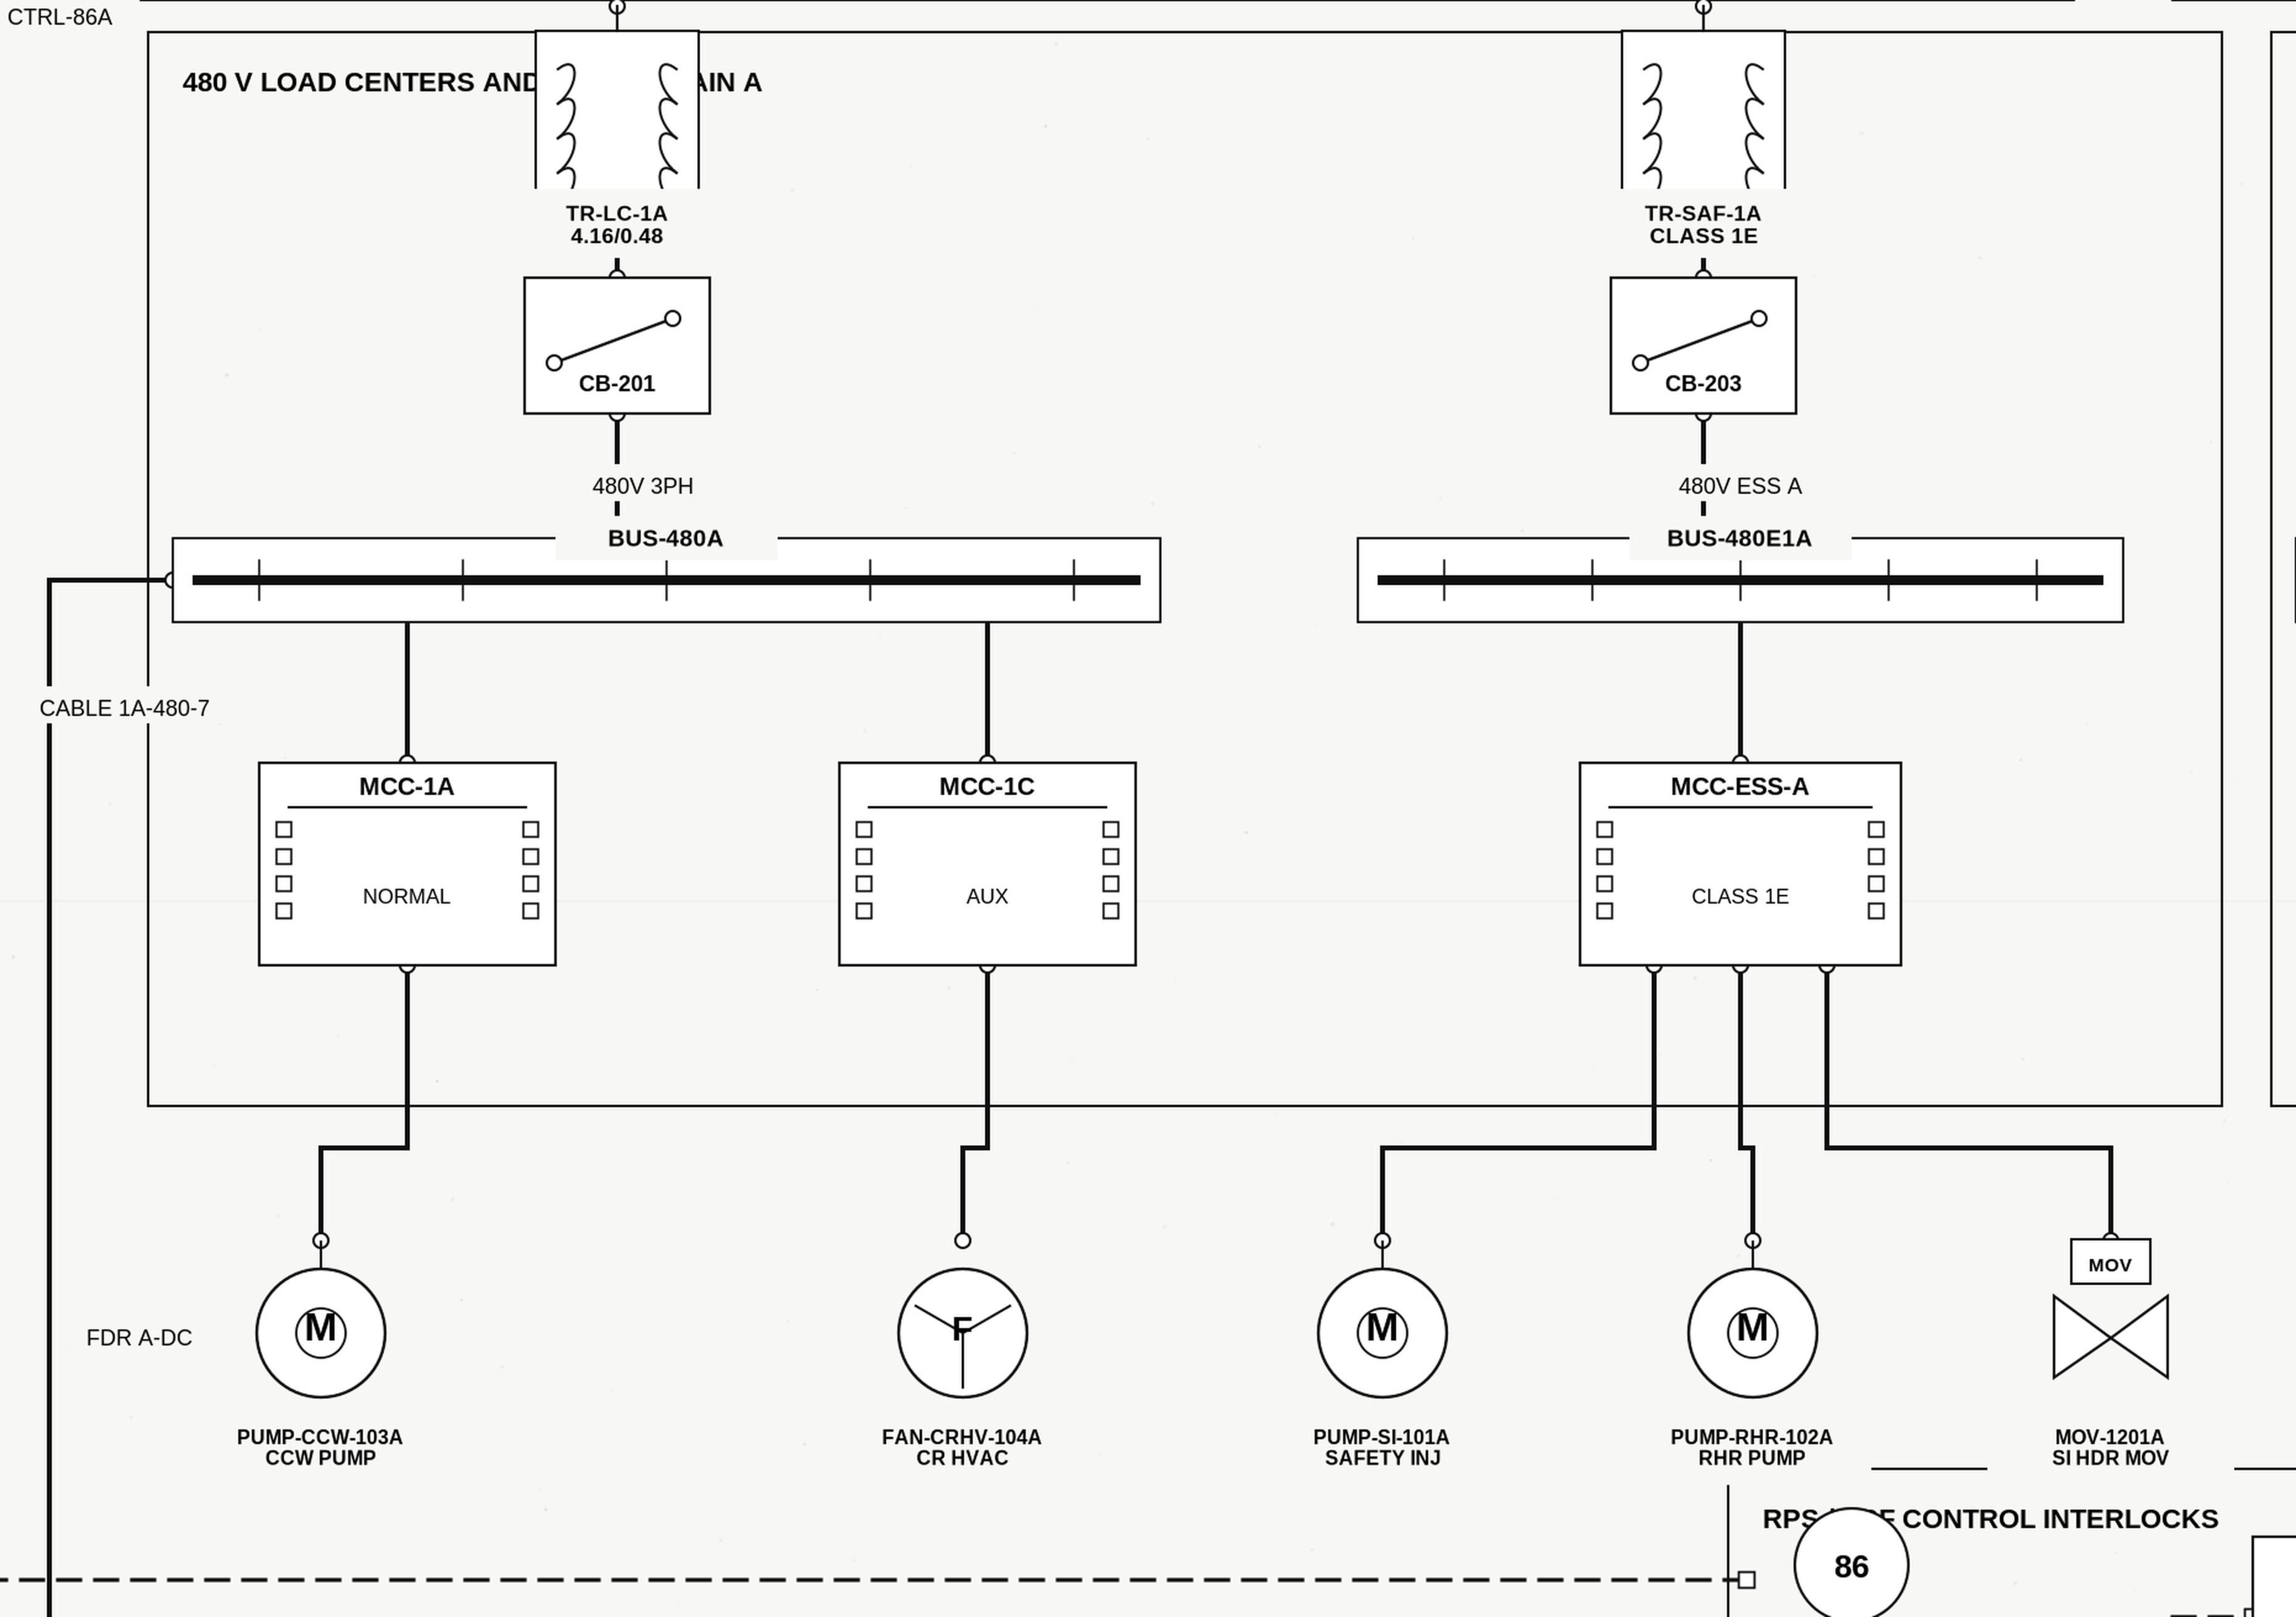 CTRL-86A
480 V LOAD CENTERS AND AIN A
TR-LC-1A
4.16/0.48
TR-SAF-1A
CLASS 1E
CB-201
CB-203
480V 3PH
480V ESS A
BUS-480A
BUS-480E1A
CABLE 1A-480-7
MCC-1A
NORMAL
MCC-1C
AUX
MCC-ESS-A
CLASS 1E
MOV
M
F
M
M
FDR A-DC
PUMP-CCW-103A
CCW PUMP
FAN-CRHV-104A
CR HVAC
PUMP-SI-101A
SAFETY INJ
PUMP-RHR-102A
RHR PUMP
MOV-1201A
SI HDR MOV
RPS CONTROL INTERLOCKS
86